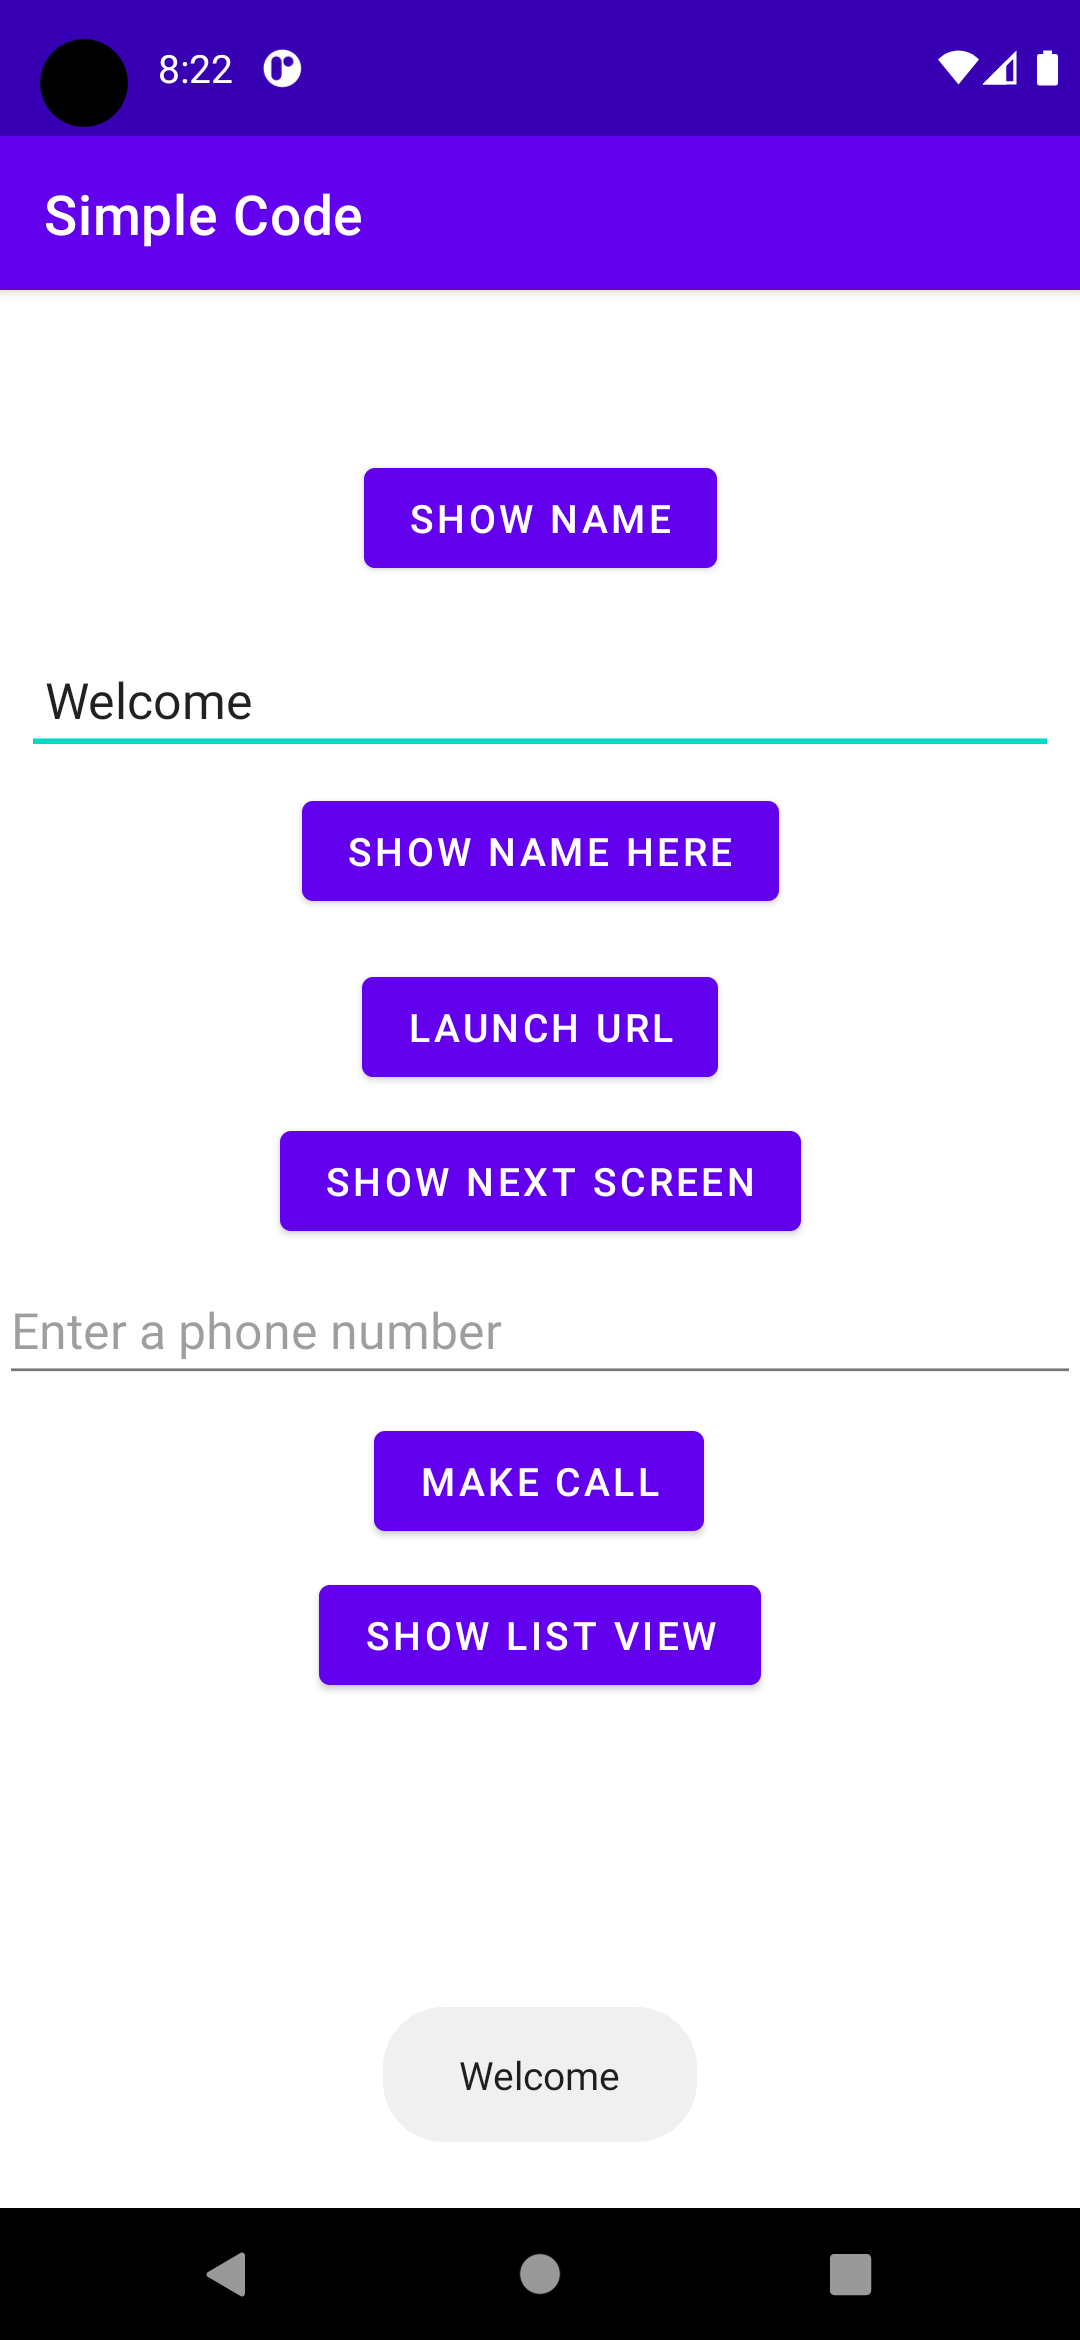 8:22
Simple Code
SHOW NAME
Welcome
SHOW NAME HERE
LAUNCH URL
SHOW NEXT SCREEN
Enter a phone number
MAKE CALL
SHOW LIST VIEW
Welcome